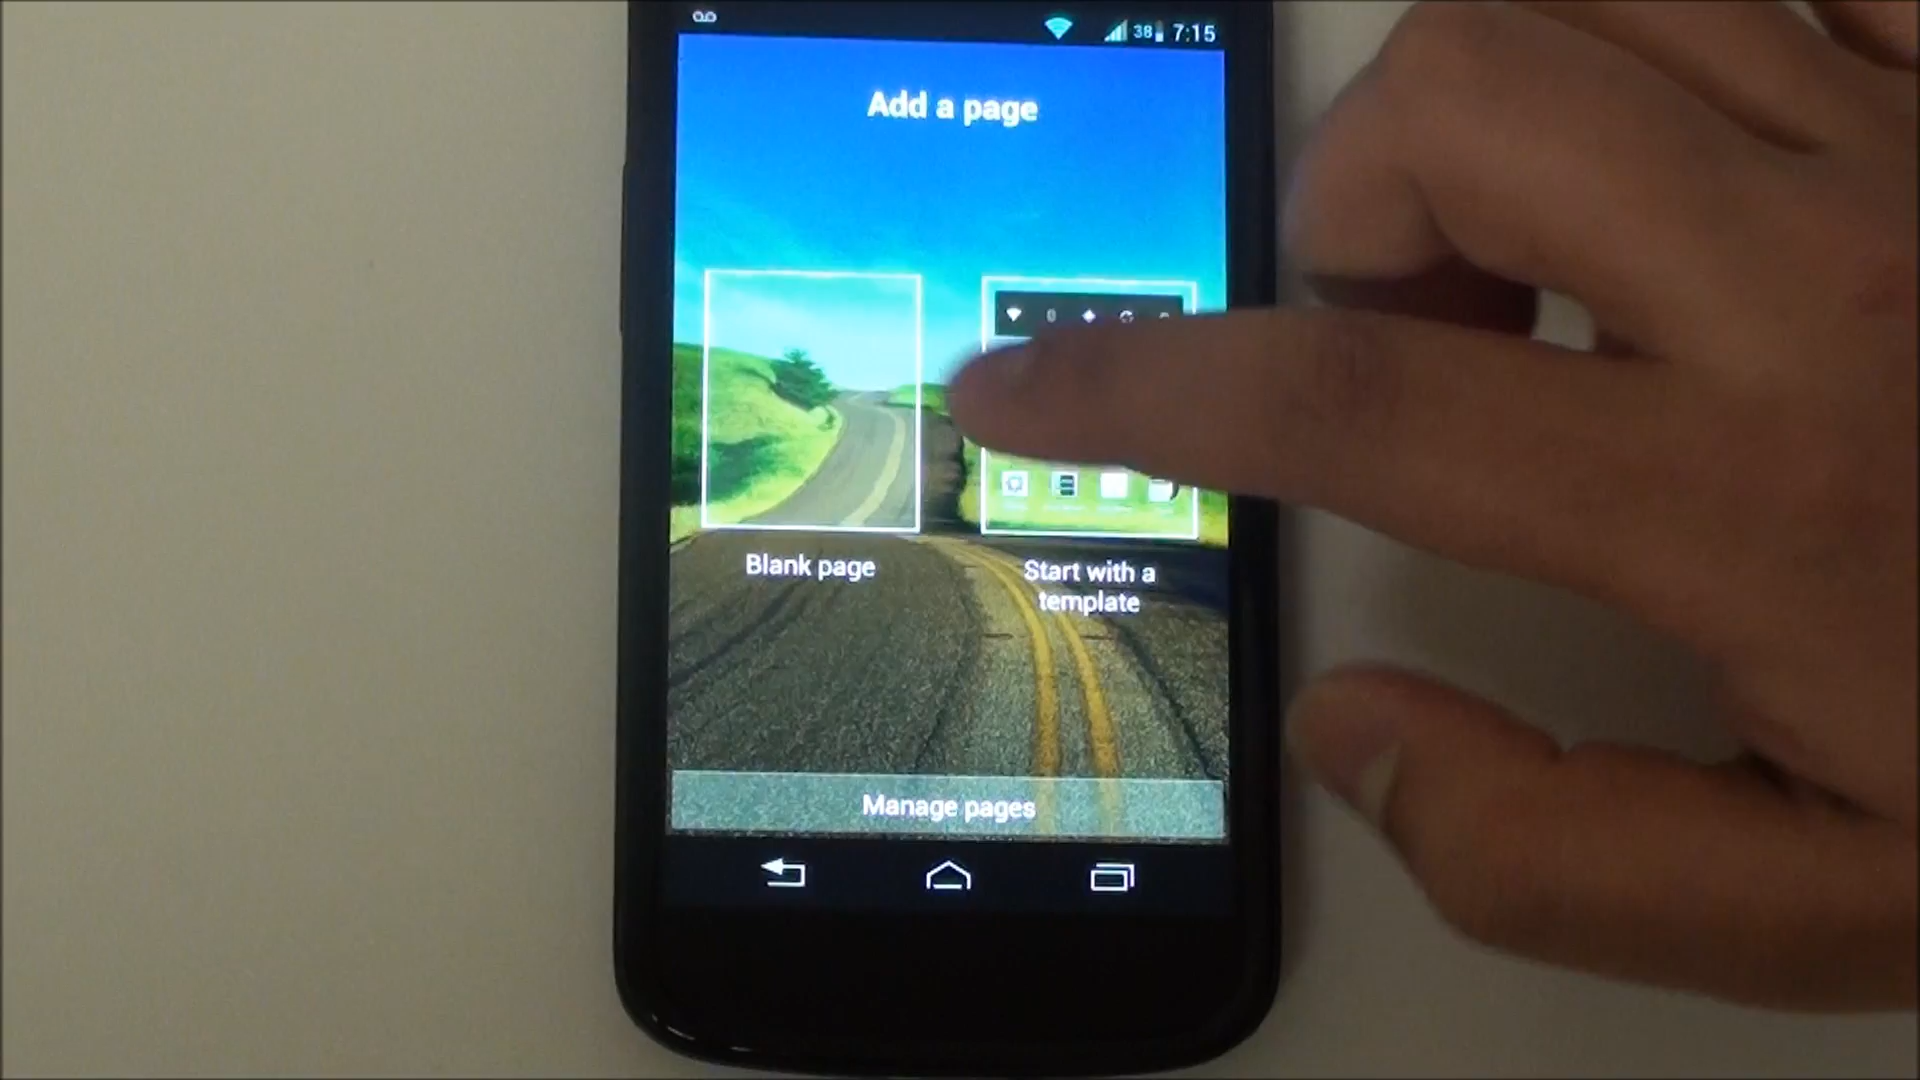 38 7:15
Add a page
Blank page
Start with a
template
Manage pages